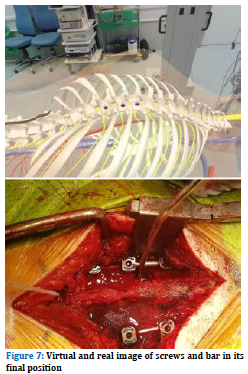 Figure 7: Virtual and real image of screws and bar in its
final position